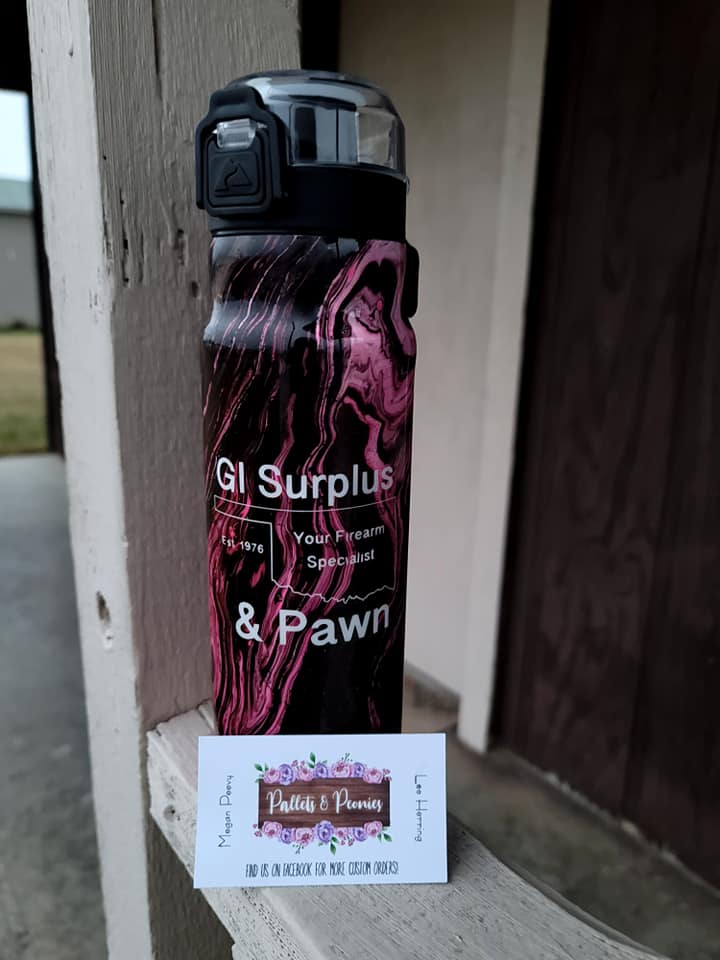 GI Surplus
Est. 1976
Your Firearm
Specialist
& Pawn
Megan Peevy
Pallets & Peonies
Lee Herring
FIND US ON FACEBOOK FOR MORE CUSTOM ORDERS!